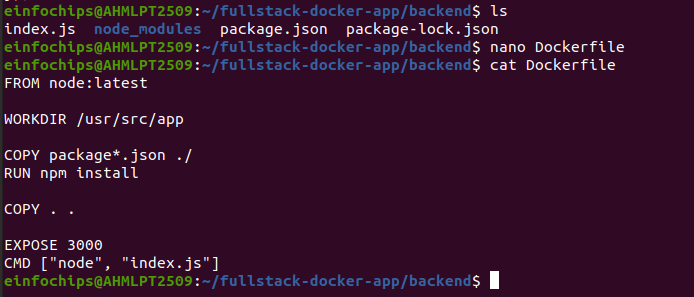 einfochips@AHMLPT2509:~/fullstack-docker-app/backend$ ls
index.js  node_modules  package.json  package-lock.json
einfochips@AHMLPT2509:~/fullstack-docker-app/backend$ nano Dockerfile
einfochips@AHMLPT2509:~/fullstack-docker-app/backend$ cat Dockerfile
FROM node:latest
WORKDIR /usr/src/app
COPY package*.json ./
RUN npm install
COPY . .
EXPOSE 3000
CMD ["node", "index.js"]
einfochips@AHMLPT2509:~/fullstack-docker-app/backend$